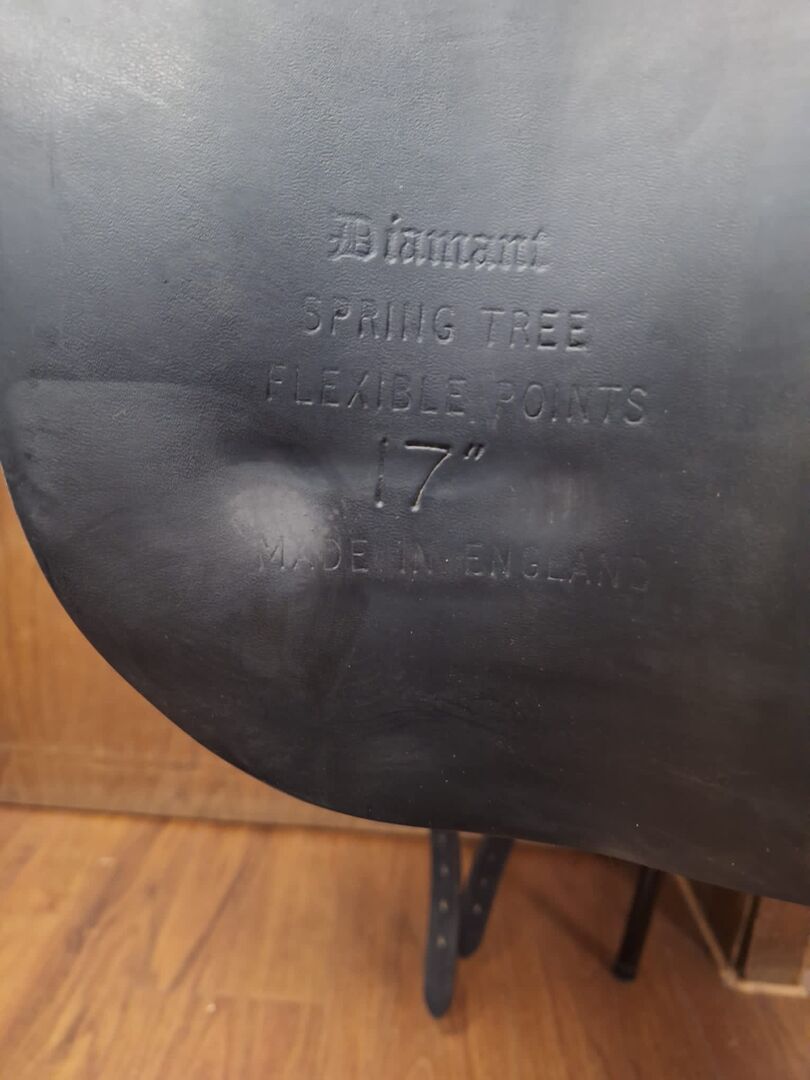 Diamant
SPRING TREE
FLEXIBLE POINTS
17"
MADE IN ENGLAND